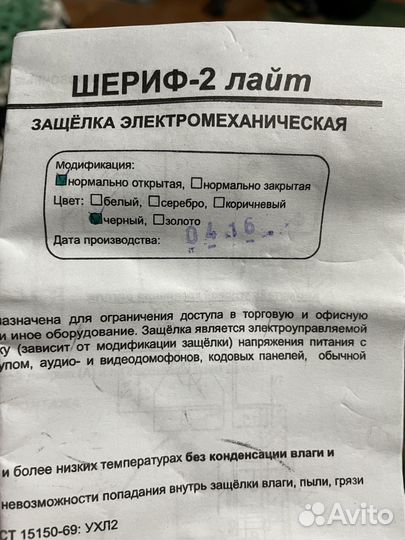 ШЕРИФ-2 лайт
ЗАЩЁЛКА ЭЛЕКТРОМЕХАНИЧЕСКАЯ
Модификация:
нормально открытая, нормально закрытая
Цвет: белый, серебро, коричневый
черный, золото
Дата производства: 04.16
назначена для ограничения доступа в торговую и офисную
и иное оборудование. Защёлка является электроуправляемой
ку (зависит от модификации защёлки) напряжения питания с
упом, аудио- и видеодомофонов, кодовых панелей, обычной
и более низких температурах без конденсации влаги и
невозможности попадания внутрь защёлки влаги, пыли, грязи
СТ 15150-69: УХЛ2
Avito